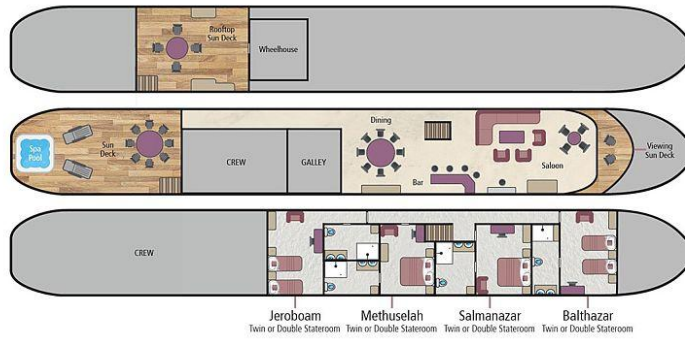 Rooftop
Sun Deck
Wheelhouse
Spa
Pool
Sun
Deck
CREW
GALLEY
Dining
Bar
Saloon
Viewing
Sun Deck
CREW
Jeroboam
Twin or Double Stateroom
Methuselah
Twin or Double Stateroom
Salmanazar
Twin or Double Stateroom
Balthazar
Twin or Double Stateroom